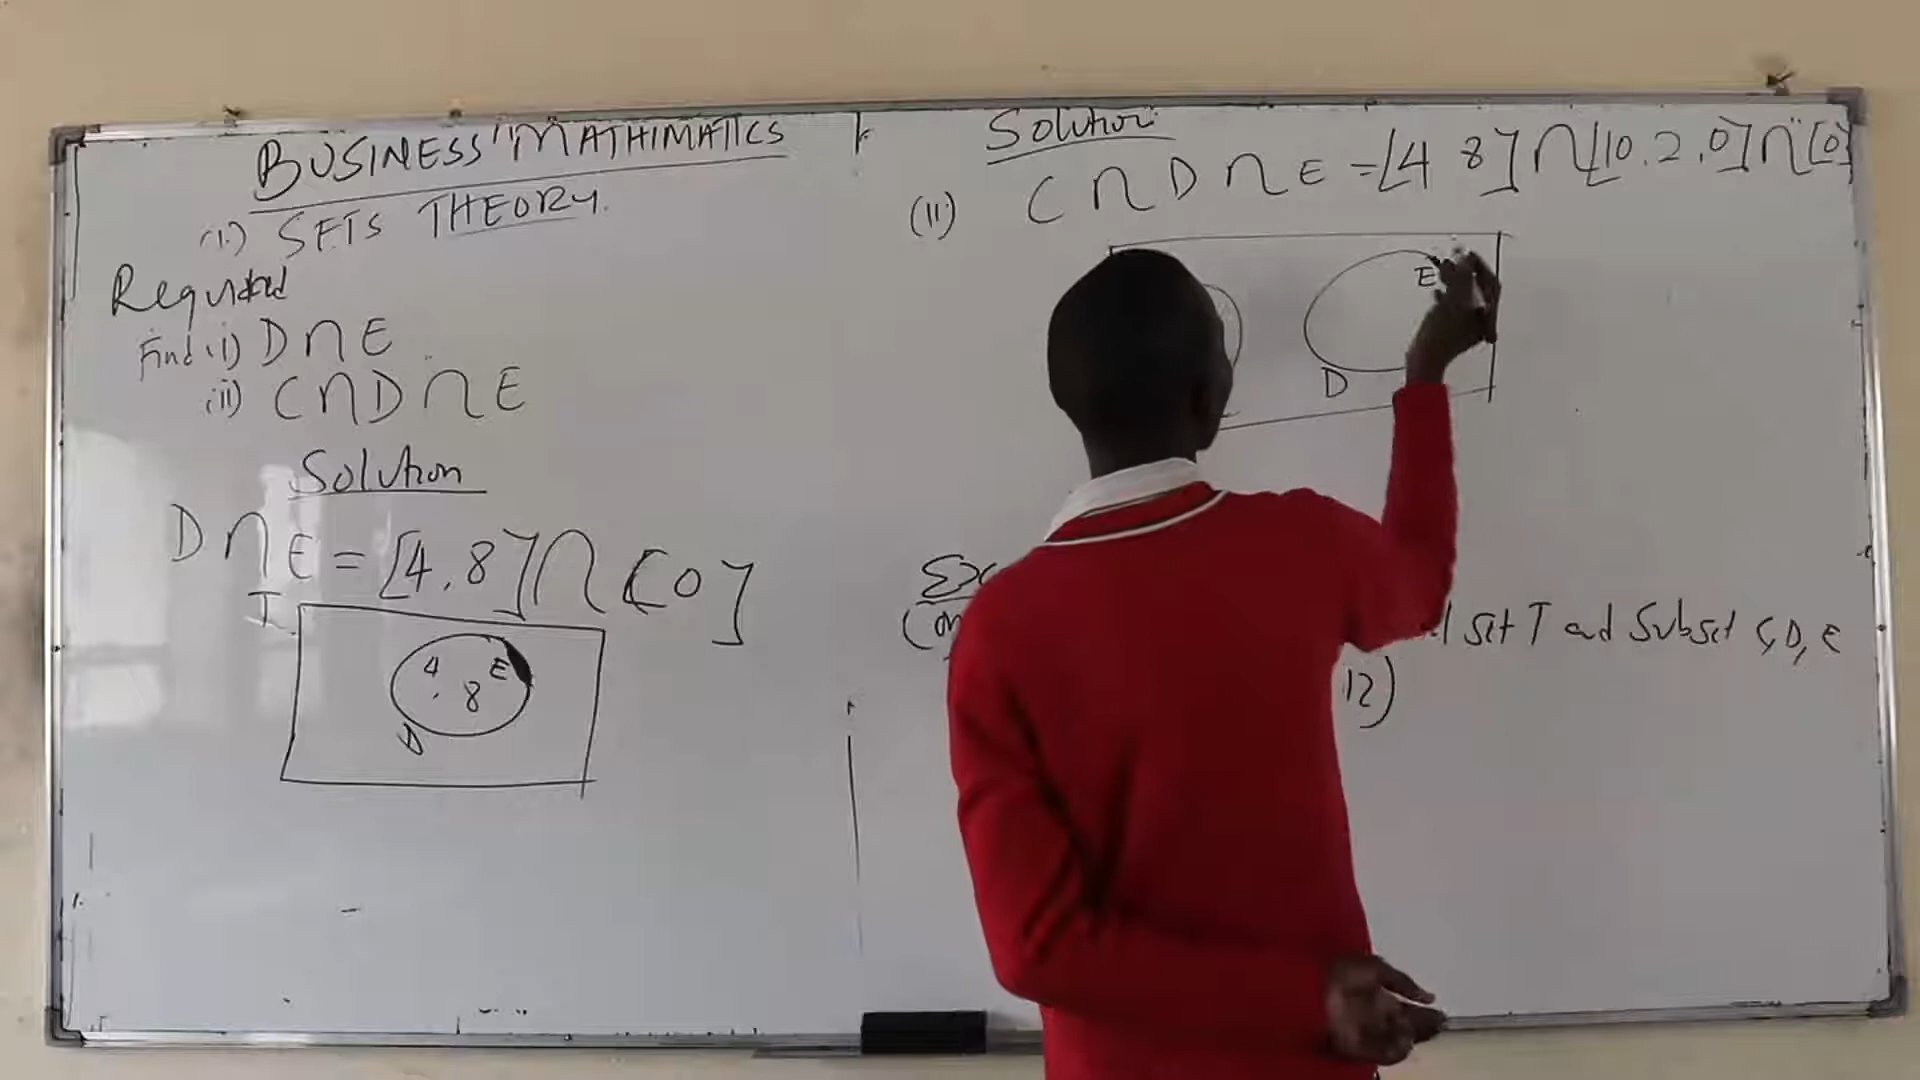 BUSINESS MATHIMATICS
(1.) SETS THEORY.
Required
Find (i) D ∩ E
(ii) C ∩ D ∩ E
Solution
D ∩ E = [4, 8] ∩ [0]
4 E
8
D
Solution
(11) C ∩ D ∩ E = [4 8] ∩ [10, 2, 0] ∩ [0]
E
D
Set T and Subset C, D, E
12)